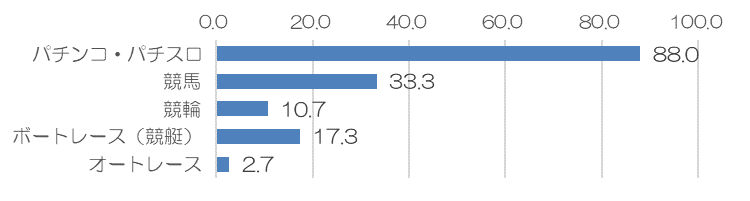 0.0 20.0 40.0 60.0 80.0 100.0
パチンコ・パチスロ 88.0
競馬 33.3
競輪 10.7
ボートレース（競艇） 17.3
オートレース 2.7